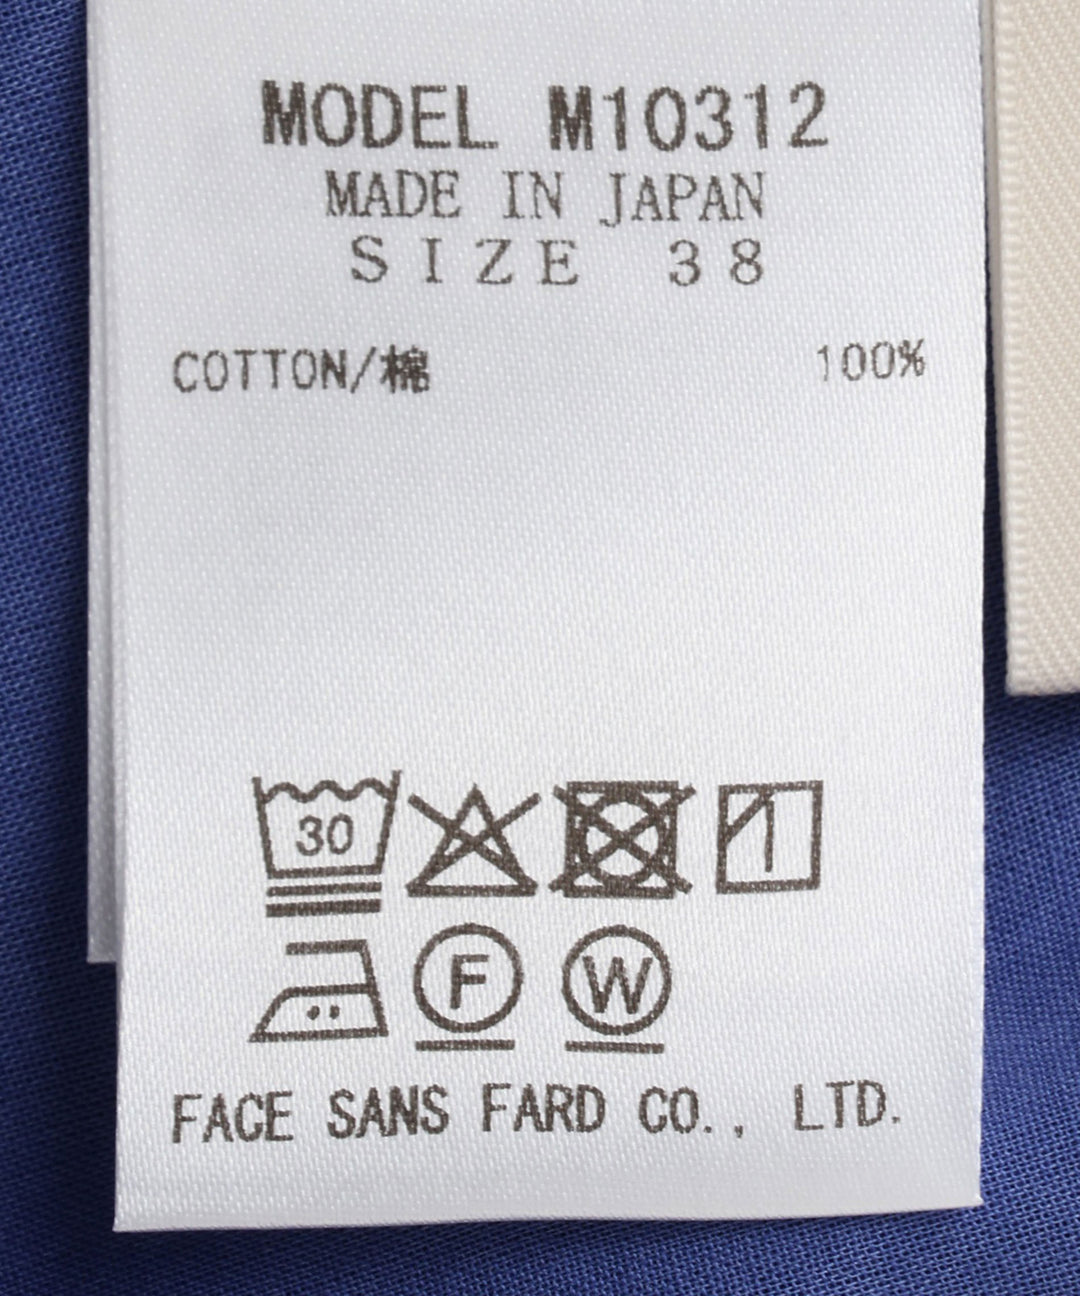 MODEL M10312
MADE IN JAPAN
SIZE 38
COTTON/棉 100%
30
F W
FACE SANS FARD CO., LTD.